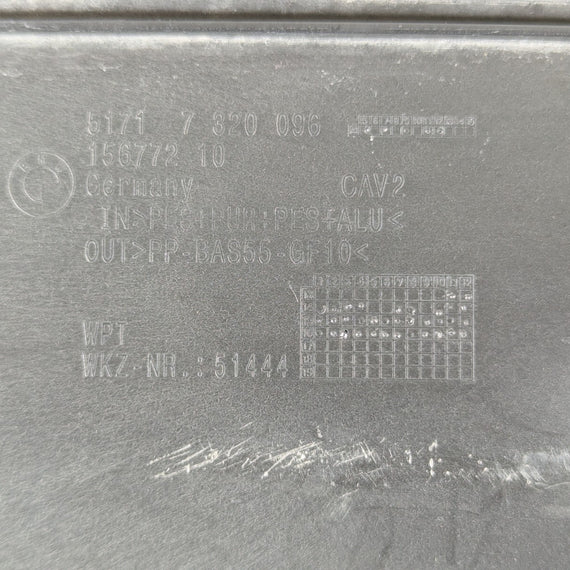 5171 7 320 096
156772 10
Germany CAV2
IN>PES+PUR+PES+ALU<
OUT>PP-BAS56-GF10<
WPT
WKZ-NR.:51444